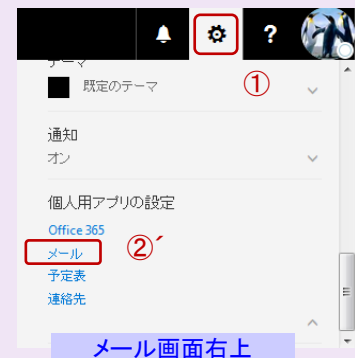 ?
テーマ
既定のテーマ
①
通知
オン
個人用アプリの設定
Office 365
メール
②´
予定表
連絡先
メール画面右上